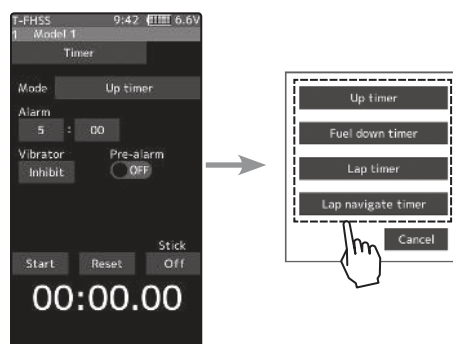 T-FHSS 9:42 6.6V
1 Model 1
Timer
Mode Up timer
Alarm
5 : 00
Vibrator Pre-alarm
Inhibit OFF
Stick
Start Reset Off
00:00.00
Up timer
Fuel down timer
Lap timer
Lap navigate timer
Cancel